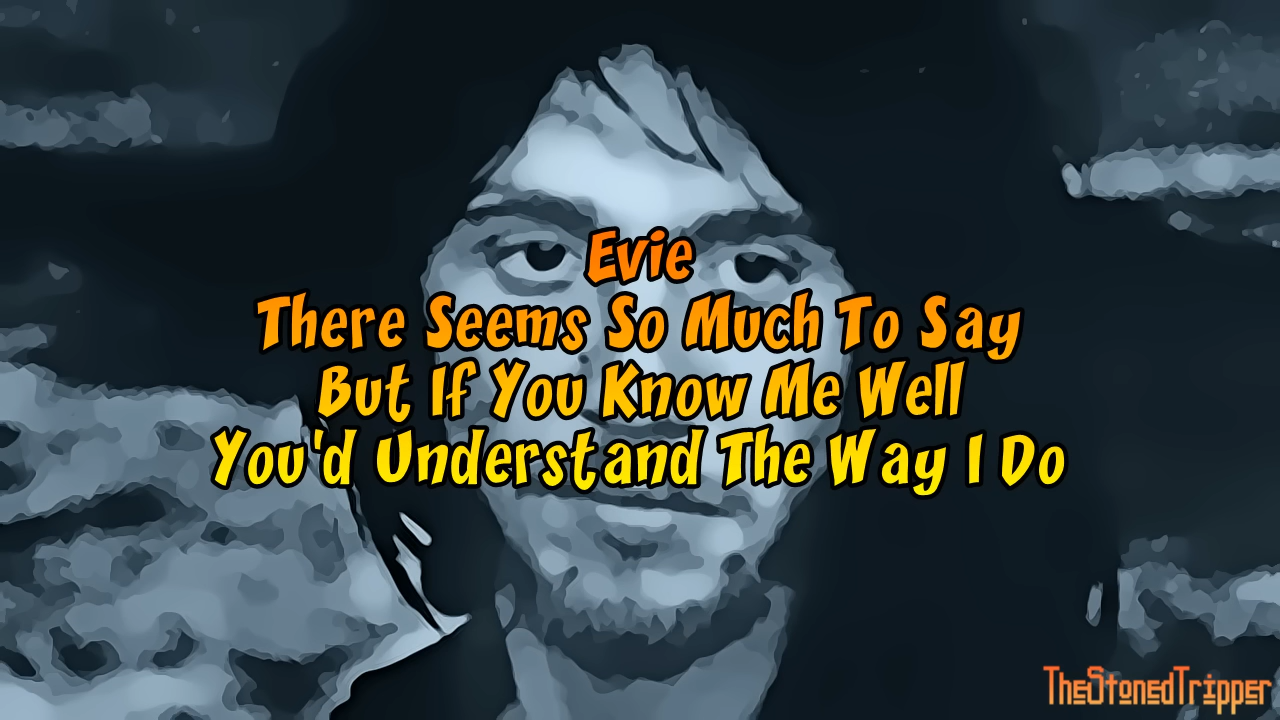 Evie
There Seems So Much To Say
But If You Know Me Well
You'd Understand The Way I Do
TheStonedTripper